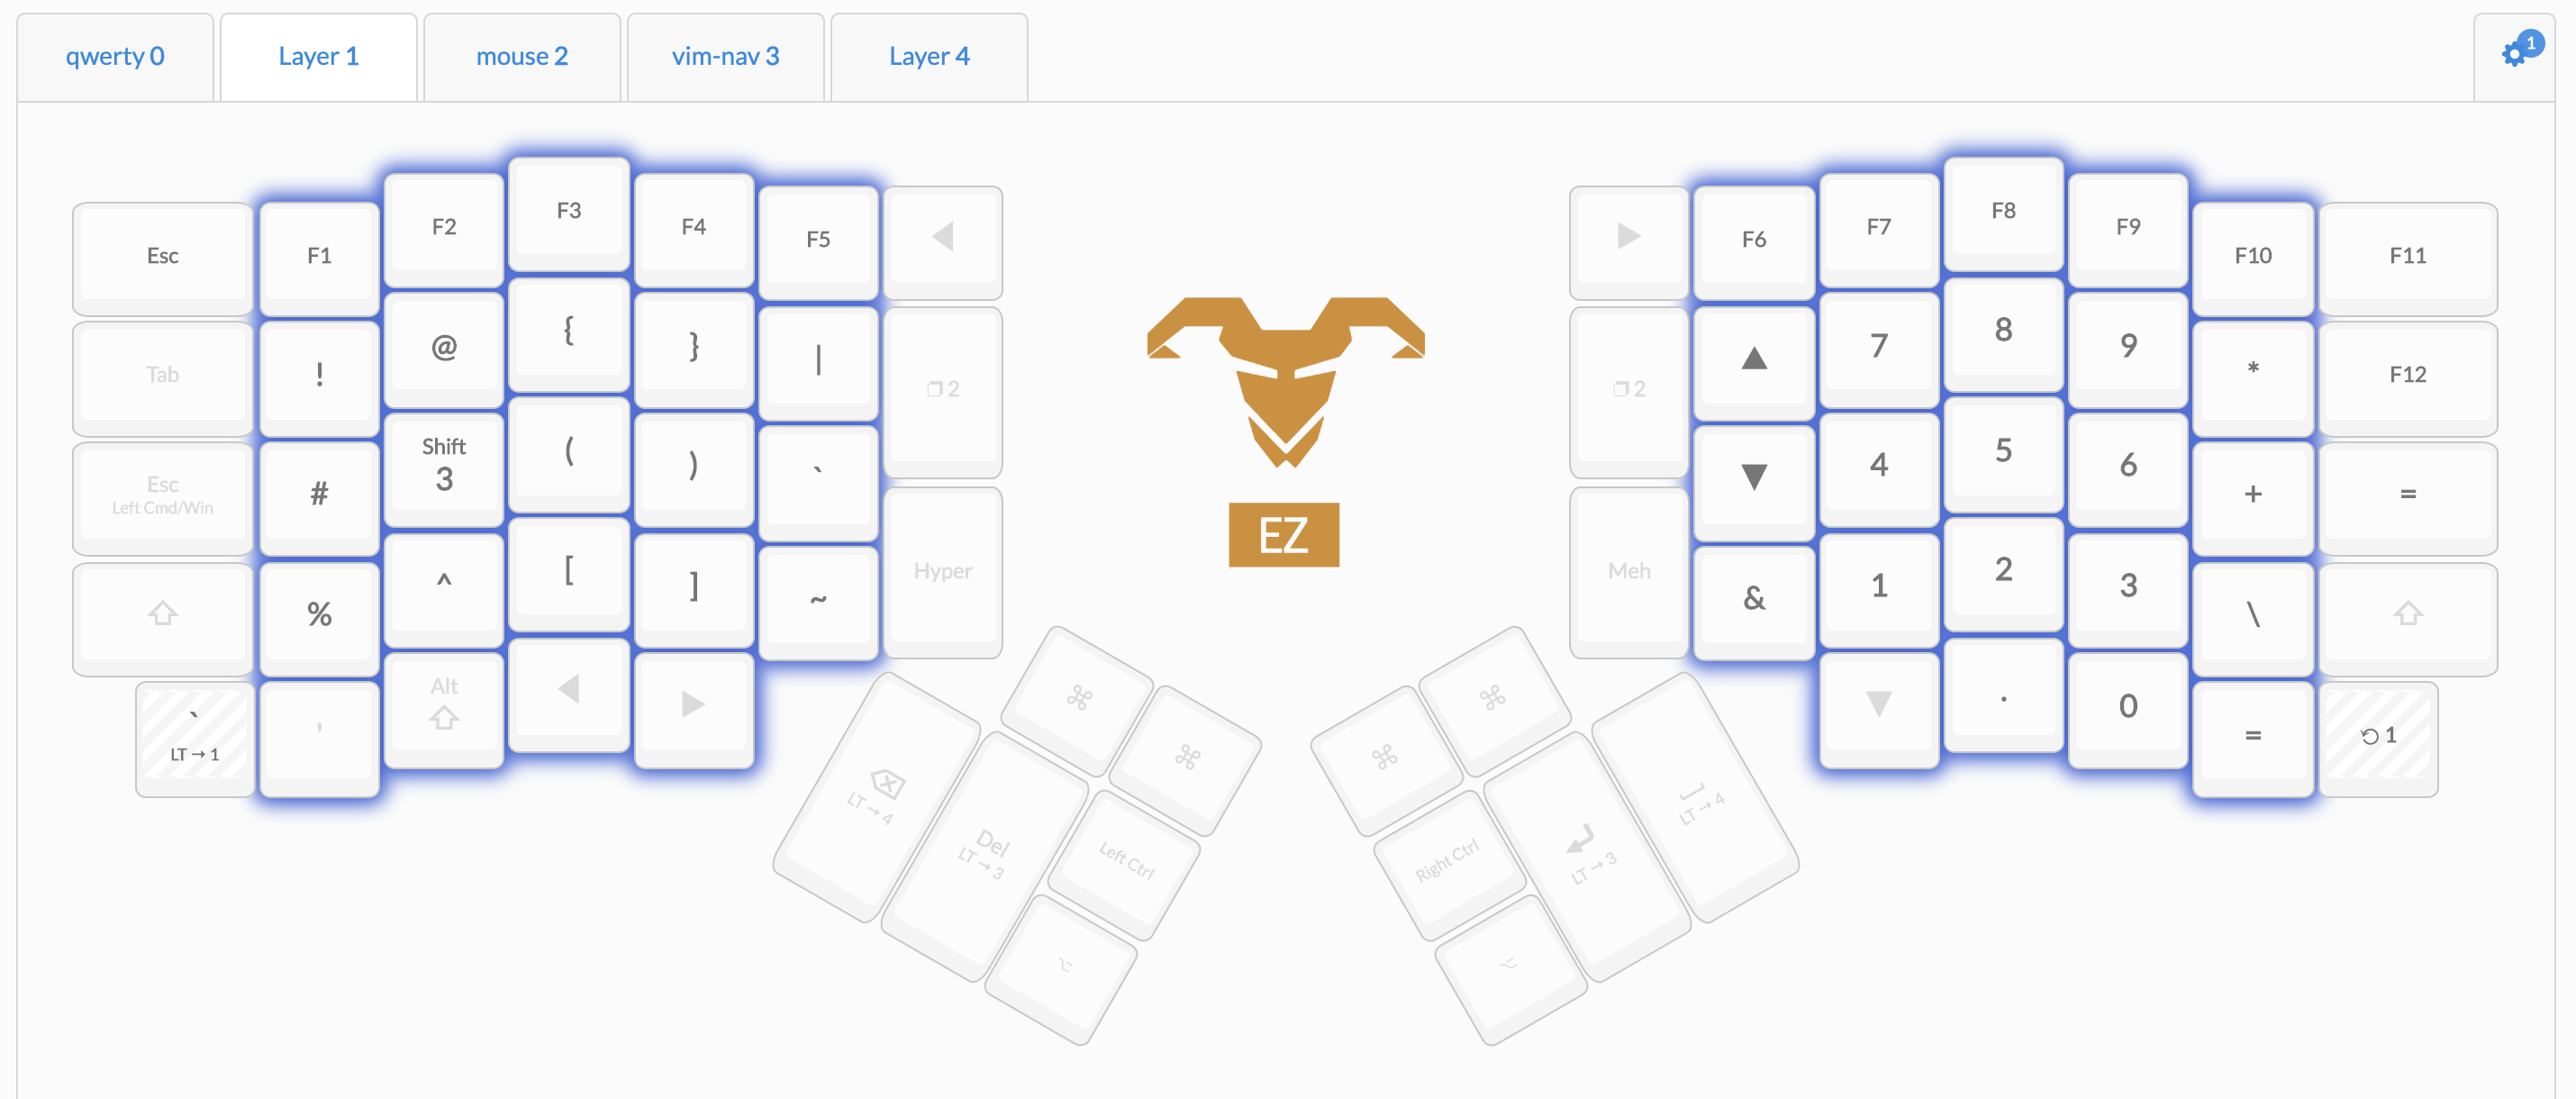 qwerty 0
Layer 1
mouse 2
vim-nav 3
Layer 4
1
Esc
F1
F2
F3
F4
F5
F6
F7
F8
F9
F10
F11
Tab
!
@
{
}
|
2
2
7
8
9
*
F12
Esc
Left Cmd/Win
#
Shift
3
(
)
`
4
5
6
+
=
%
^
[
]
~
Hyper
Meh
&
1
2
3
\
`
LT → 1
'
Alt
.
0
=
1
LT → 4
Del
LT → 3
Left Ctrl
Right Ctrl
LT → 3
]
LT → 4
EZ